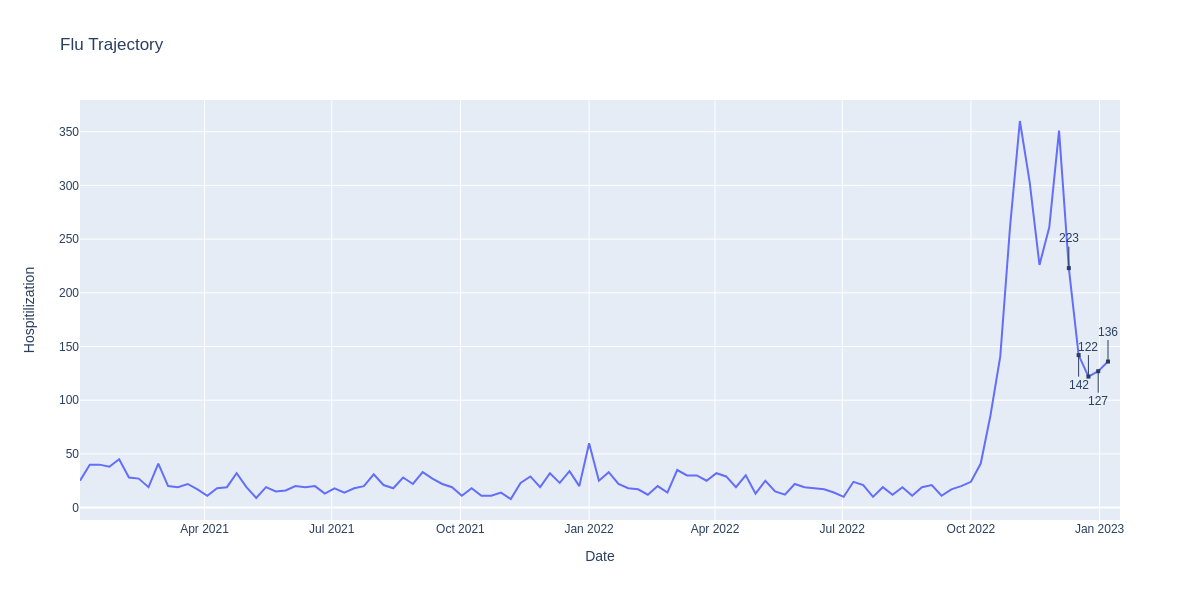 Flu Trajectory
350
300
250
200
150
100
50
0
Hospitilization
223
136
122
142
127
Apr 2021
Jul 2021
Oct 2021
Jan 2022
Apr 2022
Jul 2022
Oct 2022
Jan 2023
Date